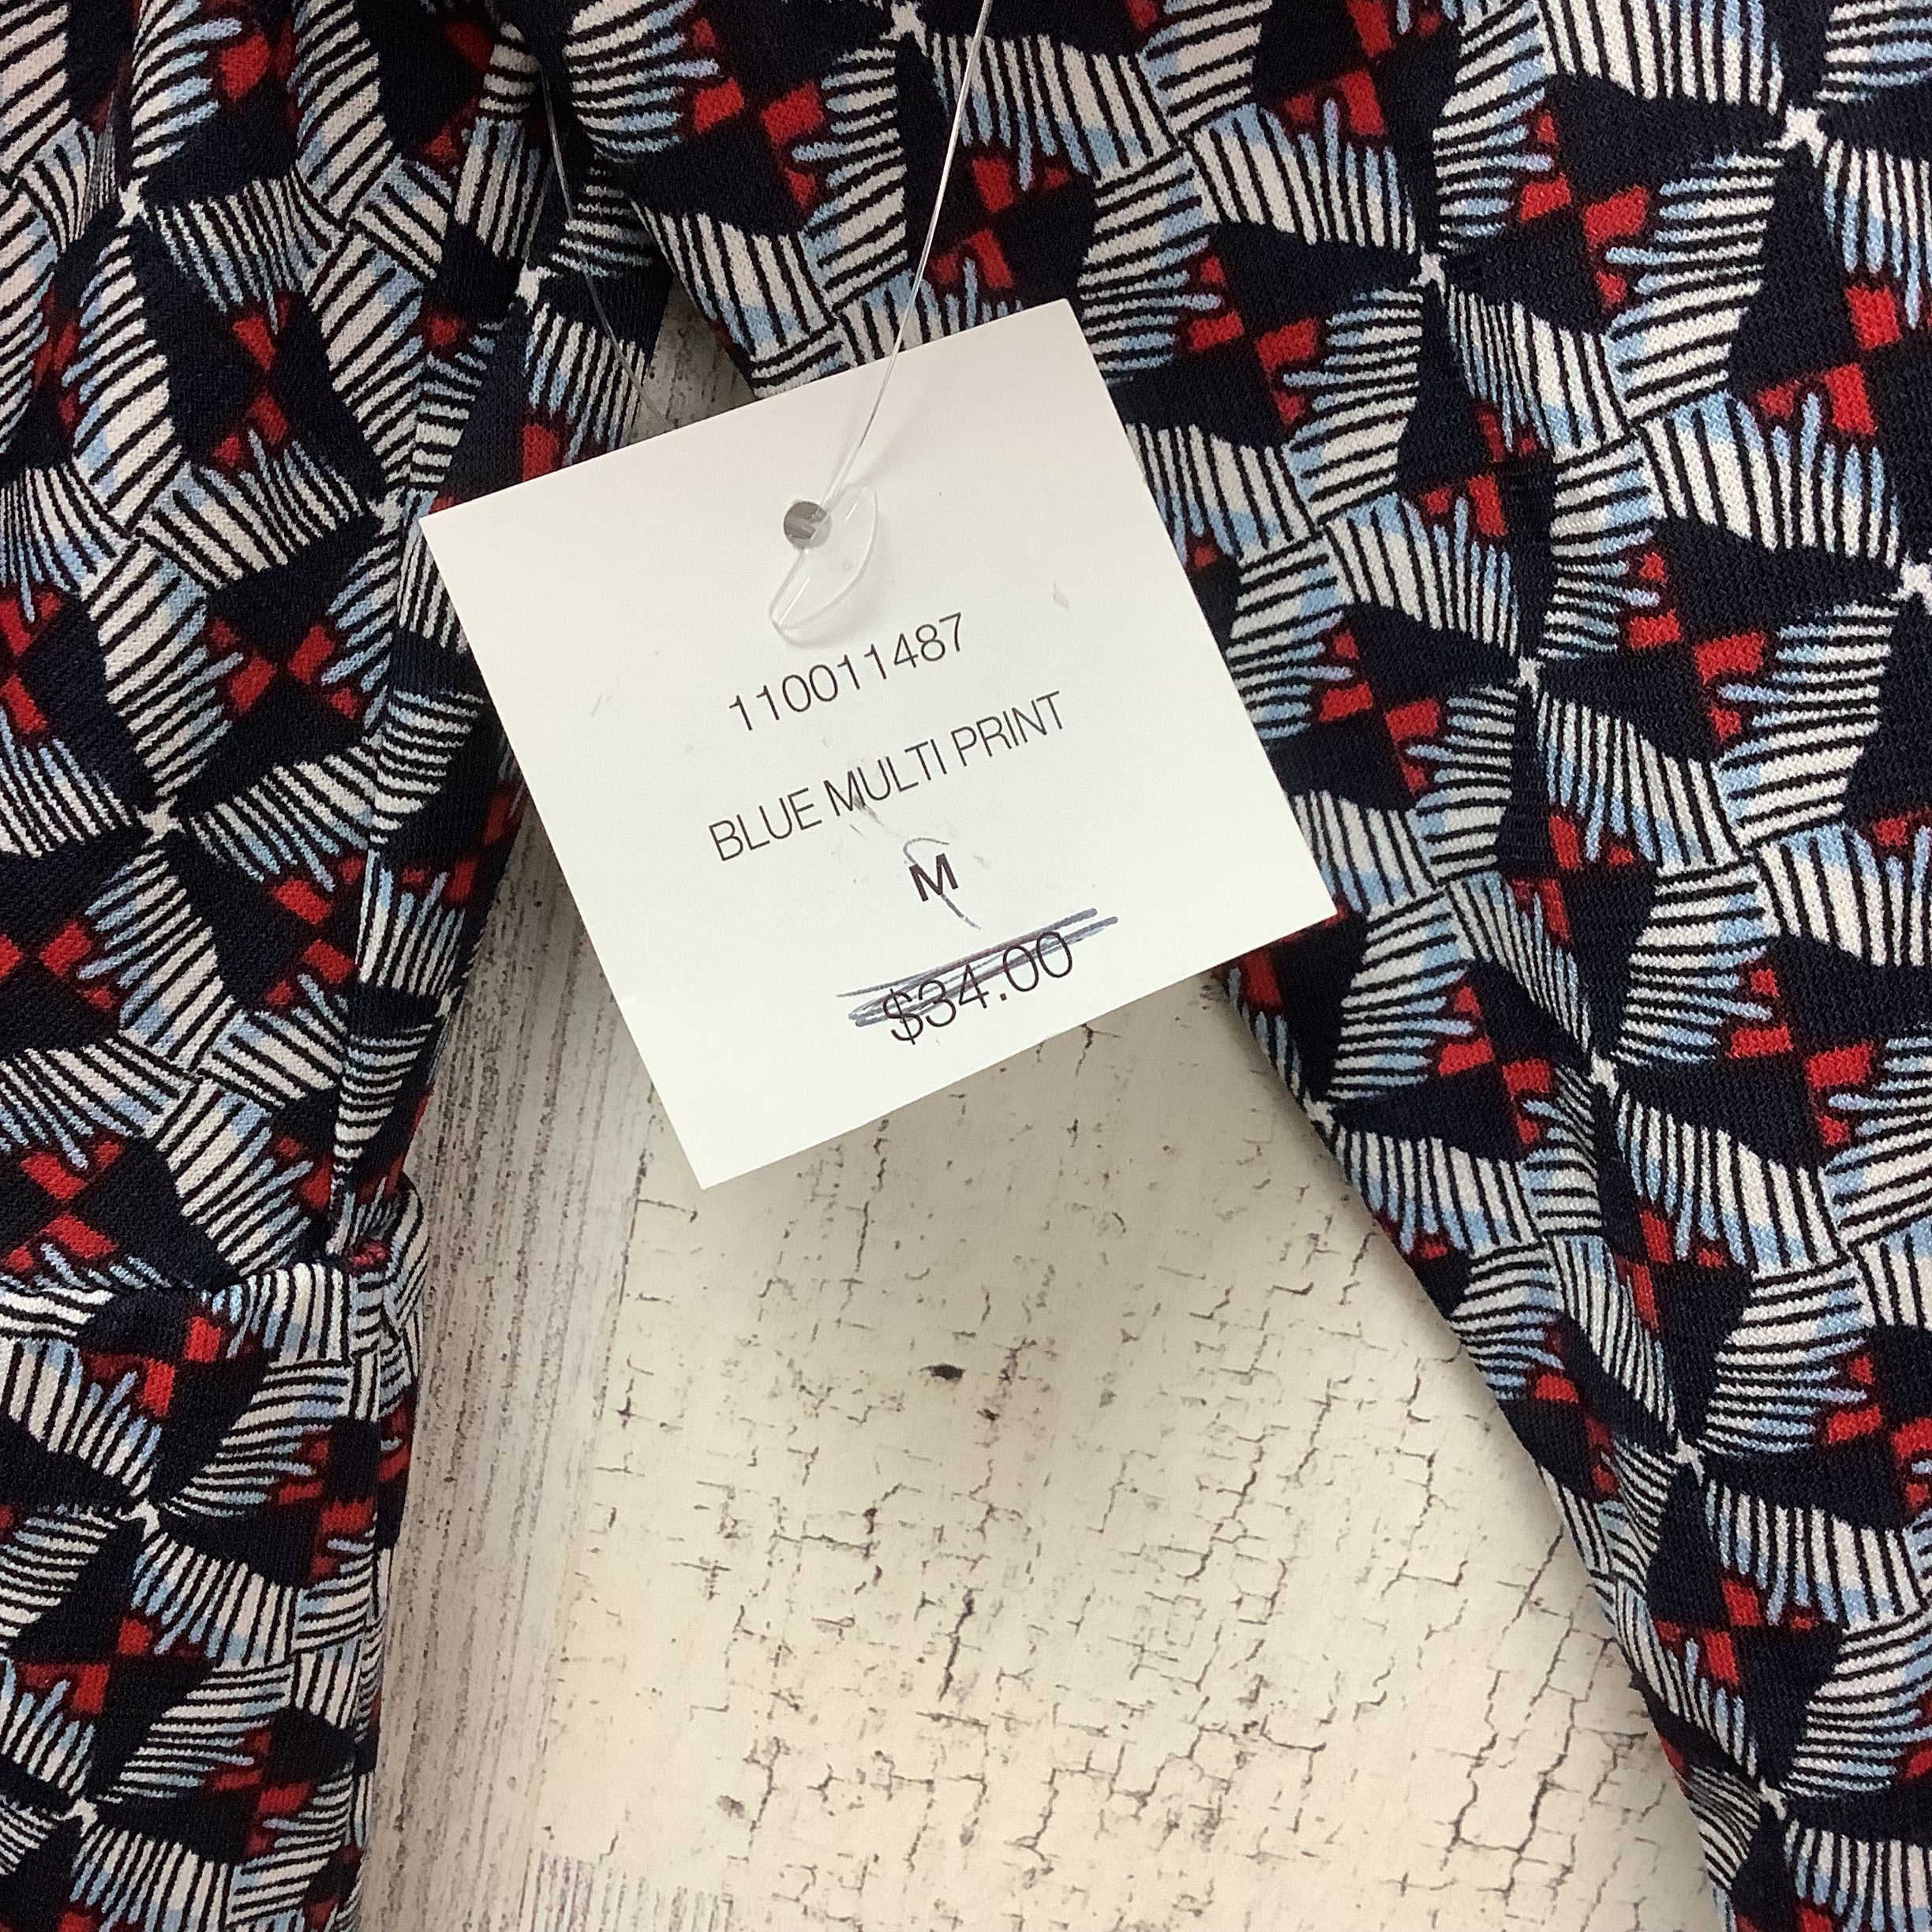 110011487
BLUE MULTI PRINT
M
$34.00